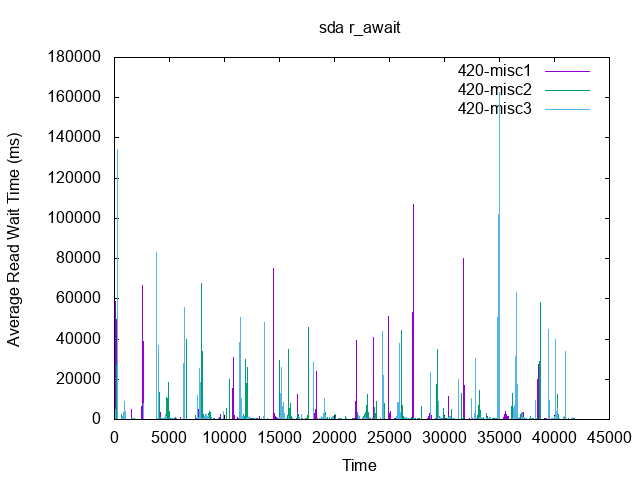 sda r_await
180000
160000
140000
120000
100000
80000
60000
40000
20000
0
Average Read Wait Time (ms)
420-misc1
420-misc2
420-misc3
0 5000 10000 15000 20000 25000 30000 35000 40000 45000
Time